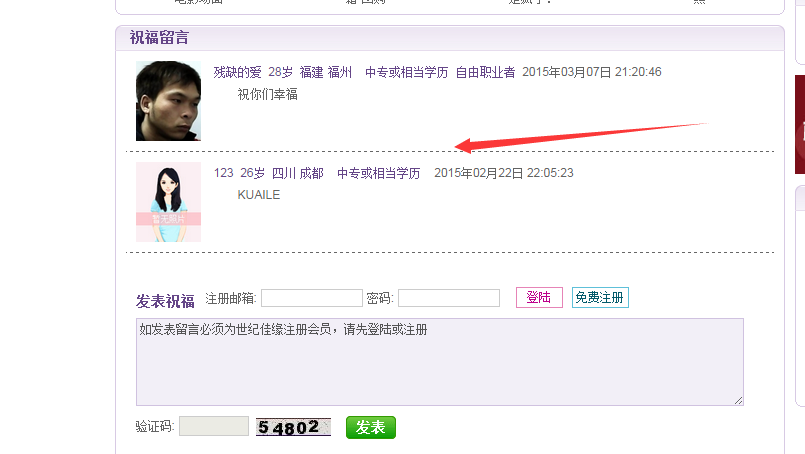 祝福留言
残缺的爱 28岁 福建 福州 中专或相当学历 自由职业者 2015年03月07日 21:20:46
祝你们幸福
123 26岁 四川 成都 中专或相当学历 2015年02月22日 22:05:23
暂无照片
KUAILE
发表祝福 注册邮箱: 密码: 登陆 免费注册
如发表留言必须为世纪佳缘注册会员，请先登陆或注册
验证码: 54802 发表